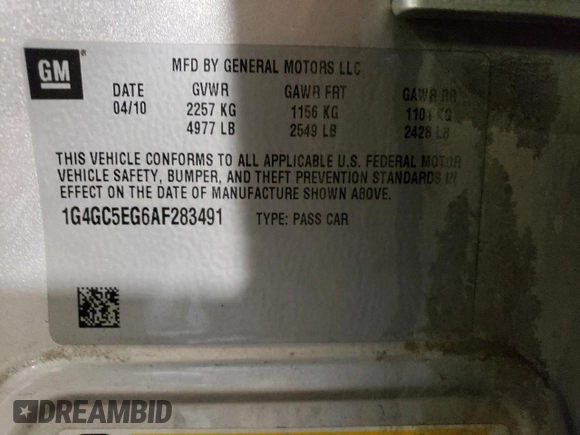 GM ®
MFD BY GENERAL MOTORS LLC
DATE GVWR GAWR FRT GAWR RR
04/10 2257 KG 1156 KG 1101 KG
4977 LB 2549 LB 2428 LB
THIS VEHICLE CONFORMS TO ALL APPLICABLE U.S. FEDERAL MOTOR
VEHICLE SAFETY, BUMPER, AND THEFT PREVENTION STANDARDS IN
EFFECT ON THE DATE OF MANUFACTURE SHOWN ABOVE.
1G4GC5EG6AF283491 TYPE: PASS CAR
DREAMBID